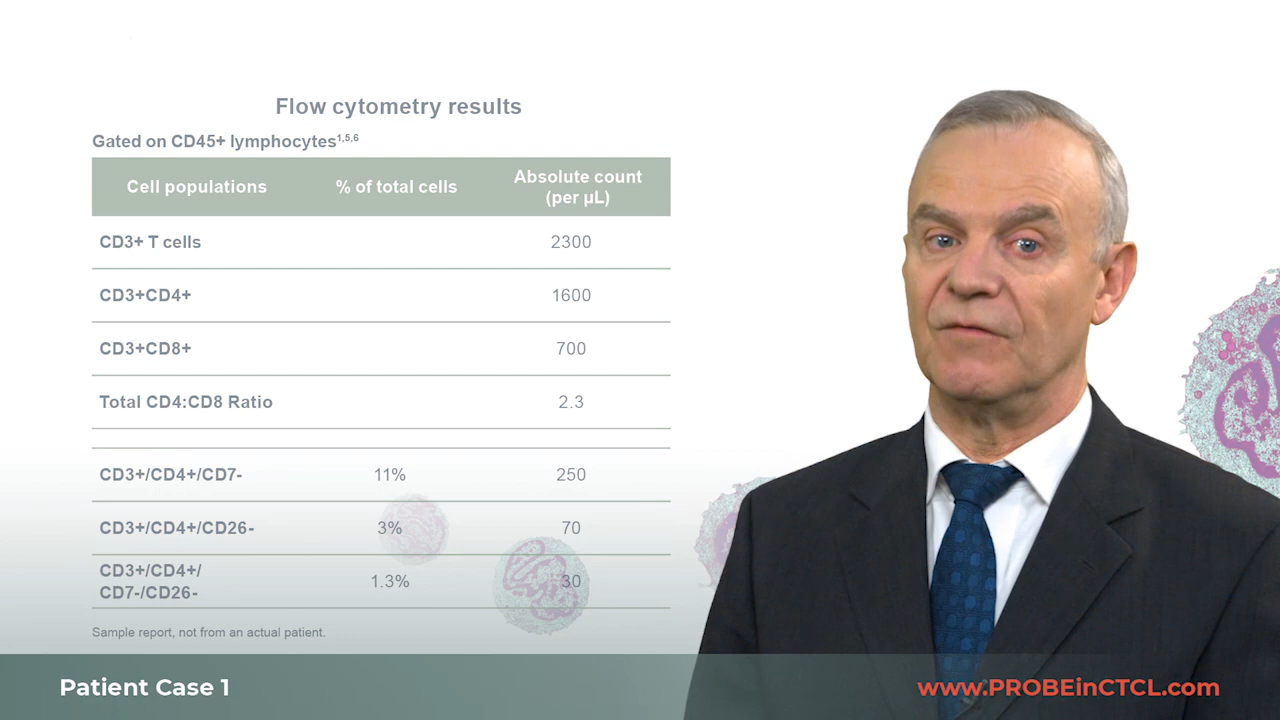 Flow cytometry results
Gated on CD45+ lymphocytes1,5,6
Cell populations % of total cells Absolute count (per µL)
CD3+ T cells 2300
CD3+CD4+ 1600
CD3+CD8+ 700
Total CD4:CD8 Ratio 2.3
CD3+/CD4+/CD7- 11% 250
CD3+/CD4+/CD26- 3% 70
CD3+/CD4+/
CD7-/CD26- 1.3% 30
Sample report, not from an actual patient.
Patient Case 1
www.PROBEinCTCL.com